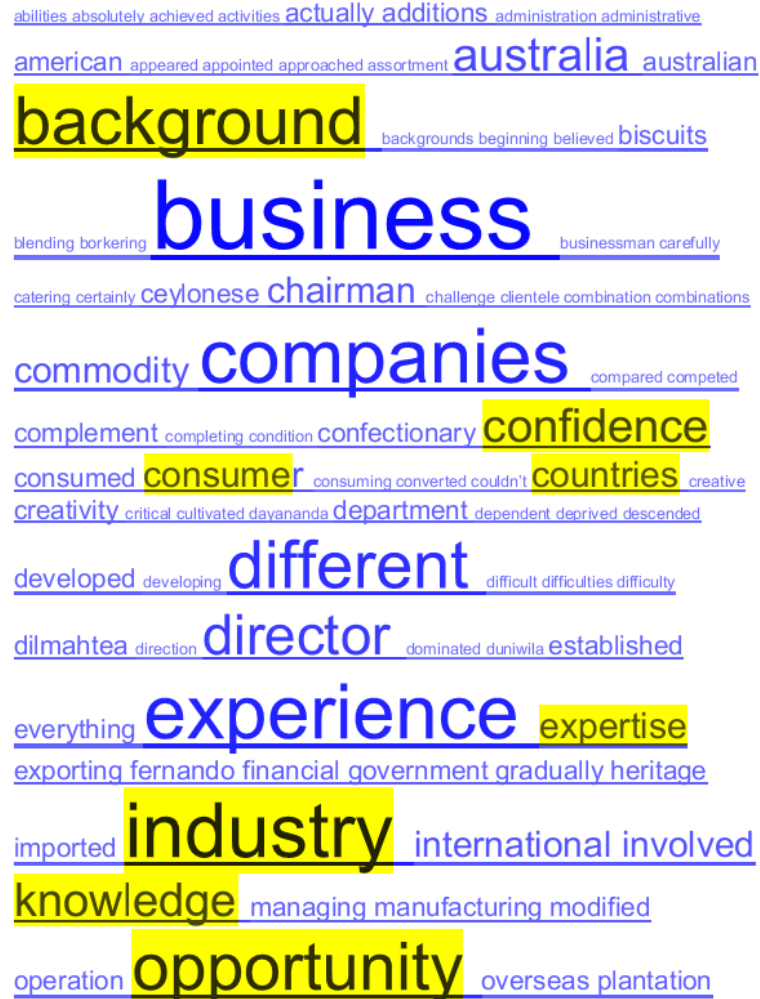 abilities absolutely achieved activities actually additions administration administrative
american appeared appointed approached assortment australia australian
background backgrounds beginning believed biscuits
blending borkering business businessman carefully
catering certainly ceylonese chairman challenge clientele combination combinations
commodity companies compared competed
complement completing condition confectionary confidence
consumed consumer consuming converted couldn't countries creative
creativity critical cultivated dayananda department dependent deprived descended
developed developing different difficult difficulties difficulty
dilmahtea direction director dominated duniwila established
everything experience expertise
exporting fernando financial government gradually heritage
imported industry international involved
knowledge managing manufacturing modified
operation opportunity overseas plantation